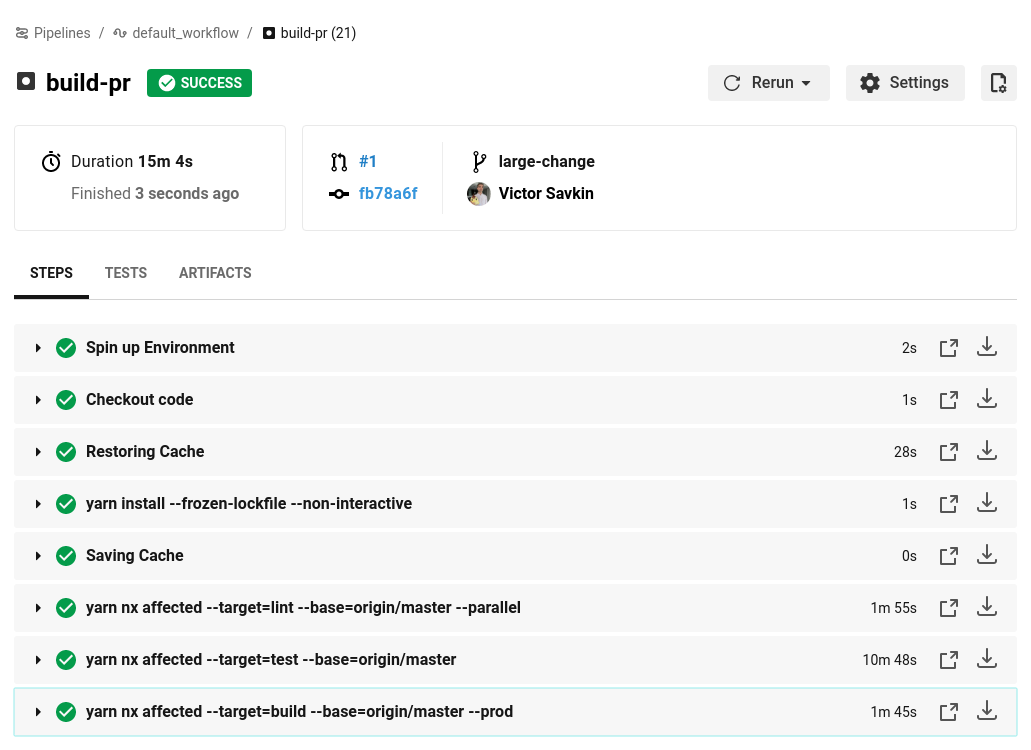 Pipelines / default_workflow / build-pr (21)
build-pr SUCCESS Rerun Settings
Duration 15m 4s
Finished 3 seconds ago
#1 large-change
fb78a6f Victor Savkin
STEPS TESTS ARTIFACTS
Spin up Environment 2s
Checkout code 1s
Restoring Cache 28s
yarn install --frozen-lockfile --non-interactive 1s
Saving Cache 0s
yarn nx affected --target=lint --base=origin/master --parallel 1m 55s
yarn nx affected --target=test --base=origin/master 10m 48s
yarn nx affected --target=build --base=origin/master --prod 1m 45s